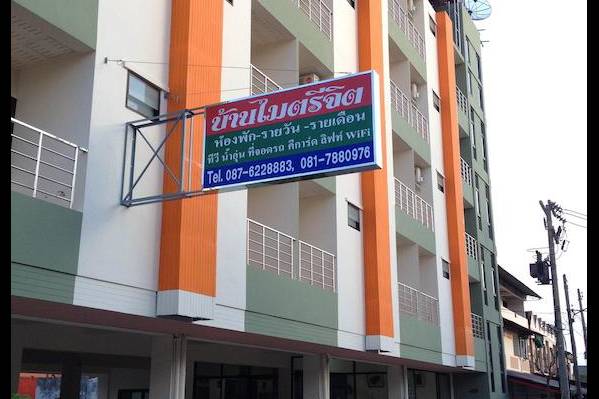 บ้านไมตรีจิต
ห้องพัก-รายวัน -รายเดือน
ทีวี น้ำอุ่น ที่จอดรถ คีการ์ด ลิฟท์ WiFi
Tel. 087-6228883, 081-7880976